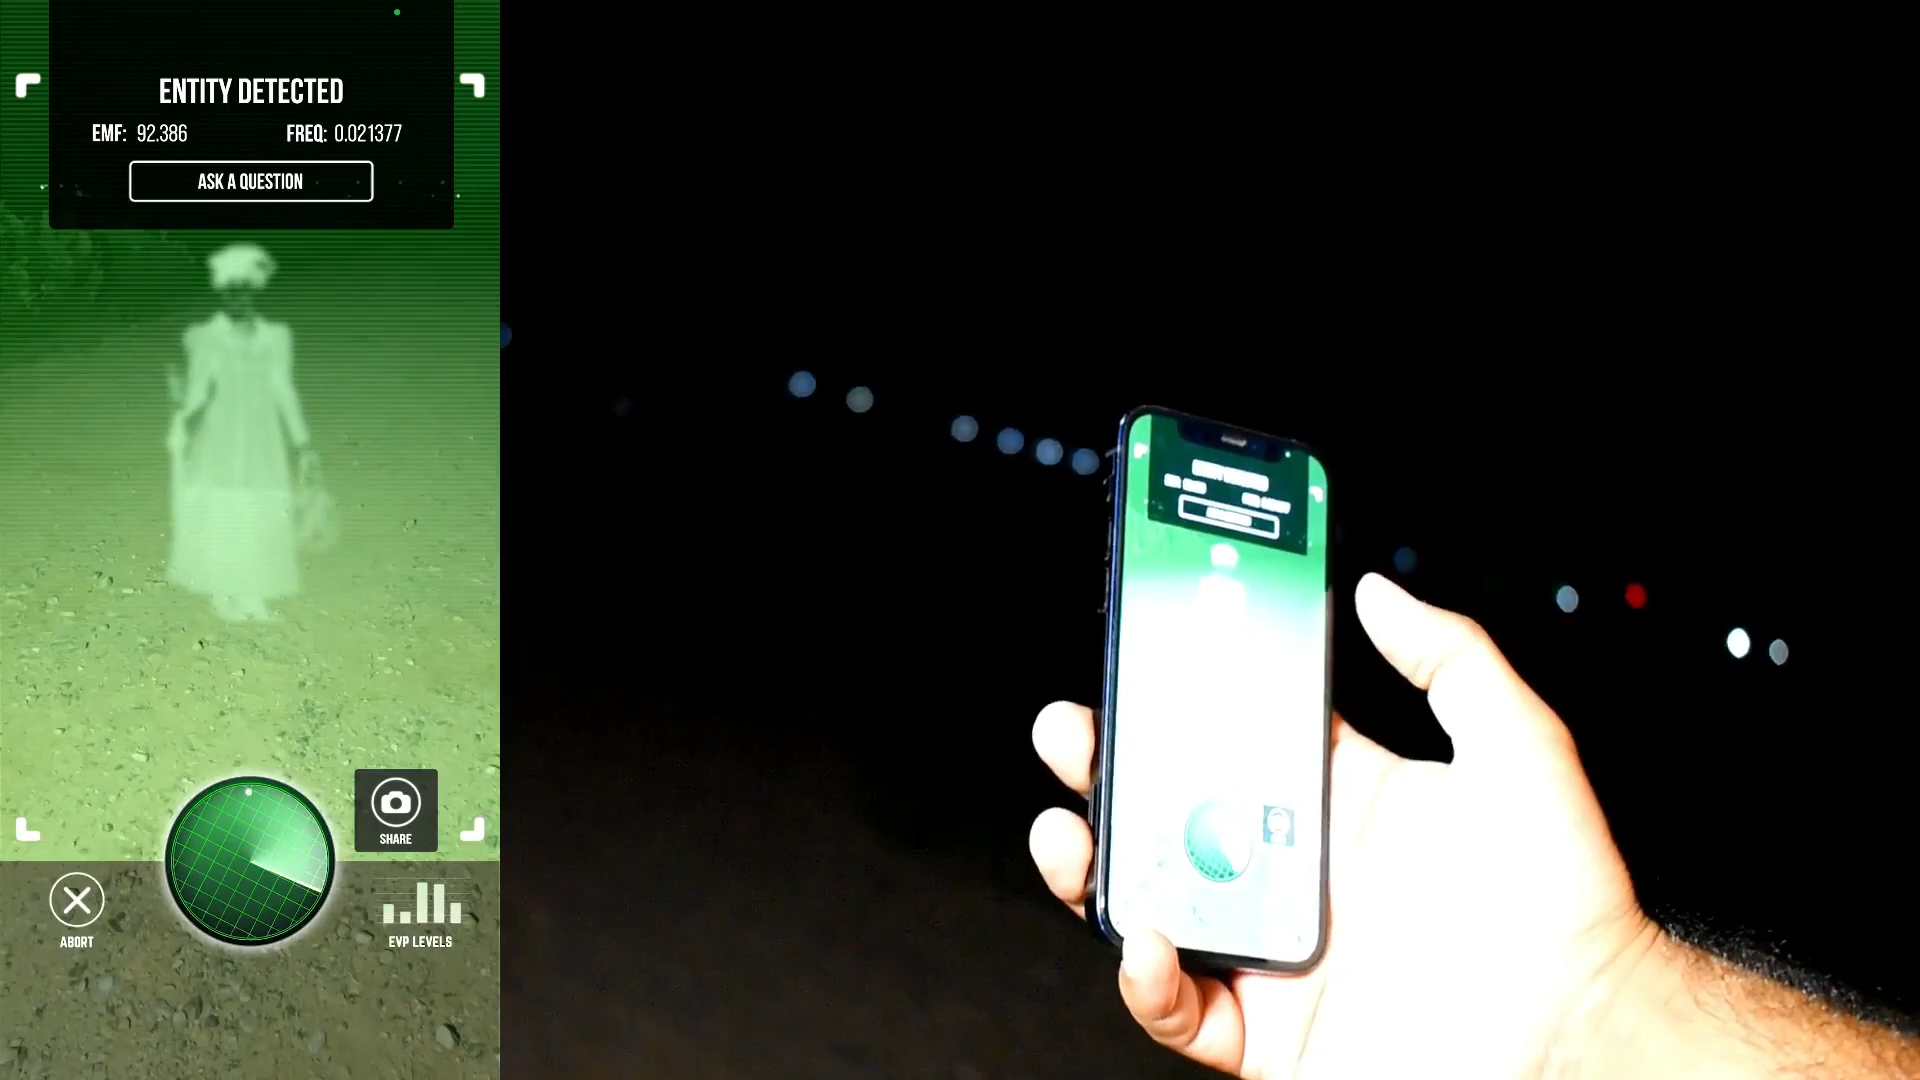 ENTITY DETECTED
EMF: 92.386 FREQ: 0.021377
ASK A QUESTION
SHARE
ABORT
EVP LEVELS